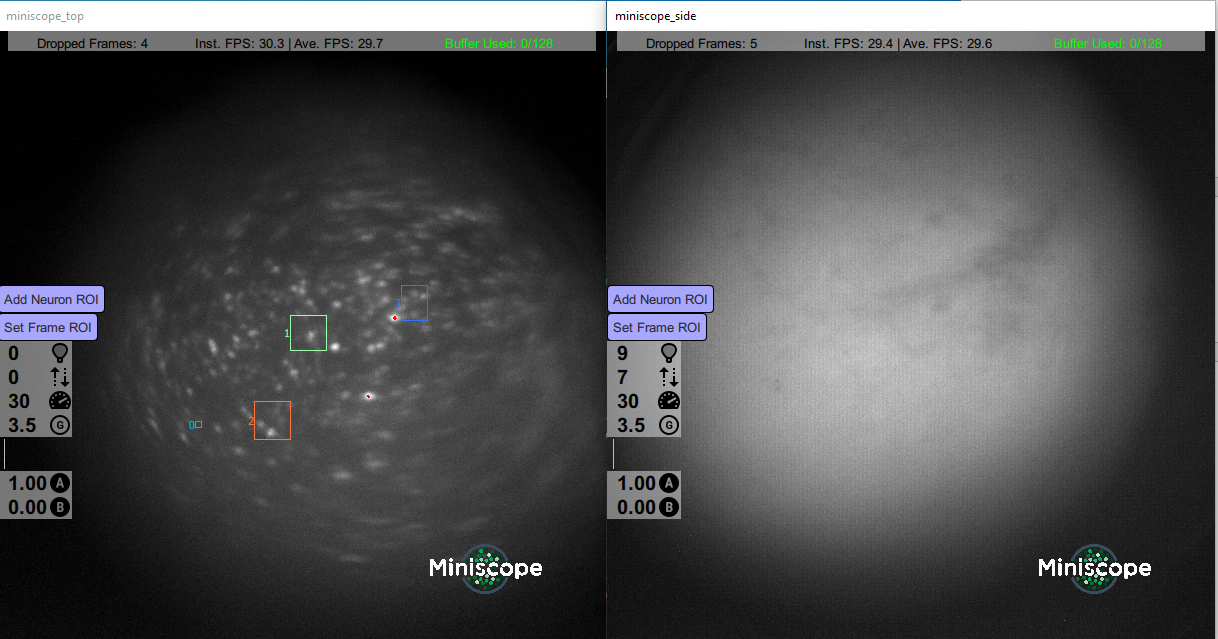 miniscope_top
Dropped Frames: 4 Inst. FPS: 30.3 | Ave. FPS: 29.7 Buffer Used: 0/128
Add Neuron ROI
Set Frame ROI
0
0
30
3.5 G
1.00 A
0.00 B
0
1
2
3
Miniscope
miniscope_side
Dropped Frames: 5 Inst. FPS: 29.4 | Ave. FPS: 29.6 Buffer Used: 0/128
Add Neuron ROI
Set Frame ROI
9
7
30
3.5 G
1.00 A
0.00 B
Miniscope